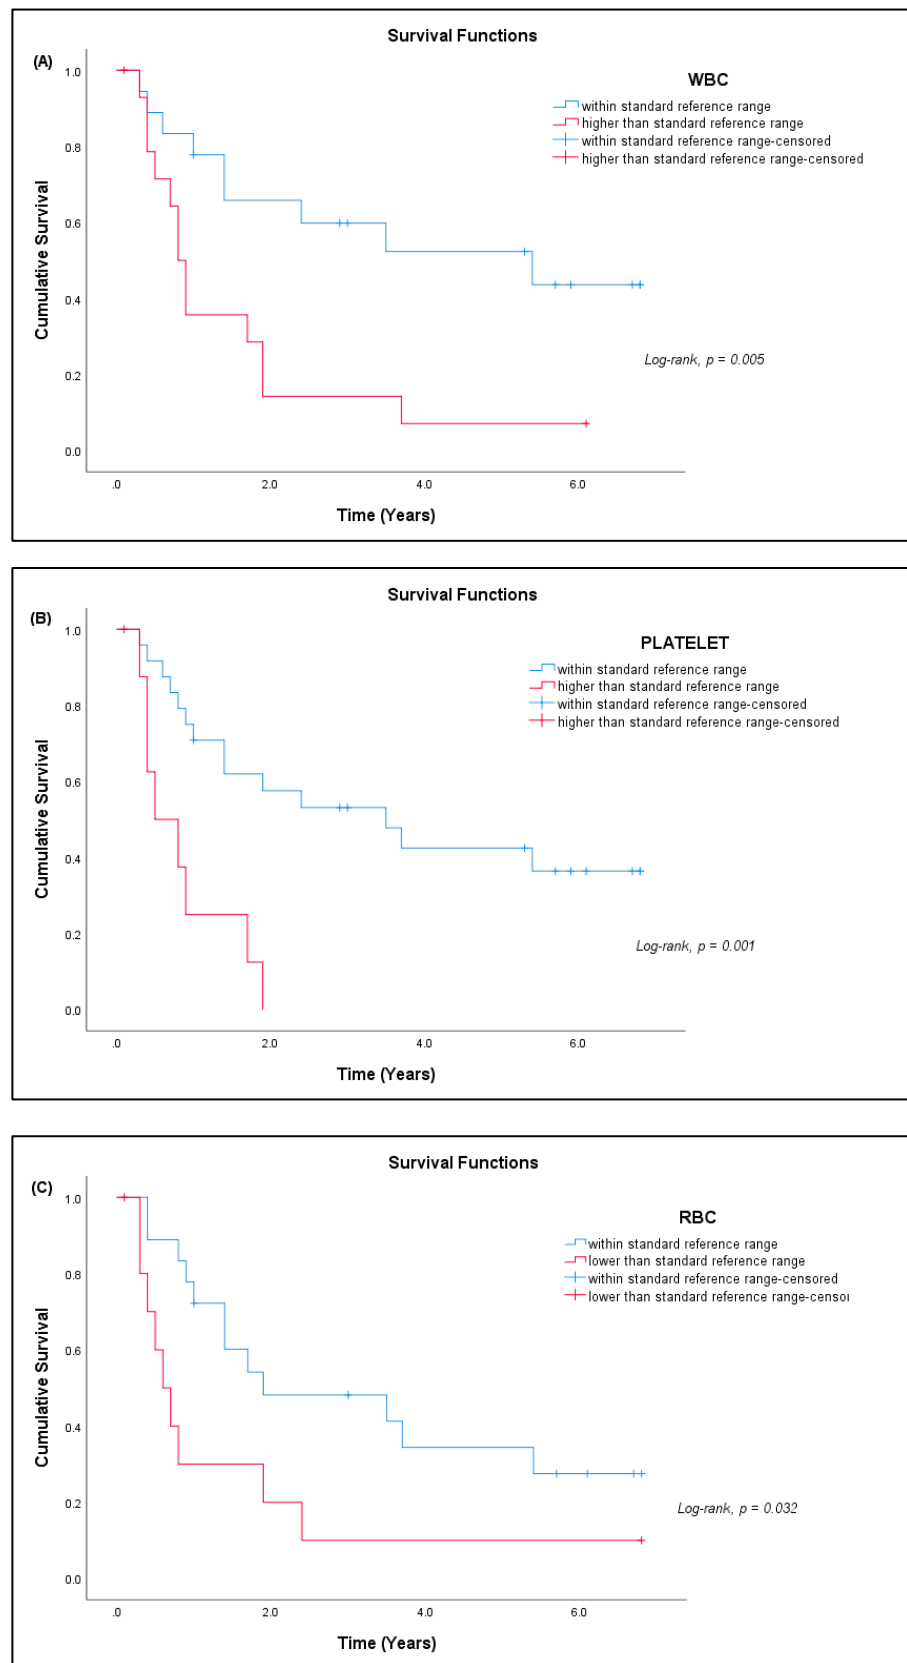 Survival Functions
(A)
WBC
within standard reference range
higher than standard reference range
within standard reference range-censored
higher than standard reference range-censored
1.0
0.8
0.6
0.4
0.2
0.0
Cumulative Survival
Log-rank, p = 0.005
.0 2.0 4.0 6.0
Time (Years)
Survival Functions
(B)
PLATELET
within standard reference range
higher than standard reference range
within standard reference range-censored
higher than standard reference range-censored
1.0
0.8
0.6
0.4
0.2
0.0
Cumulative Survival
Log-rank, p = 0.001
.0 2.0 4.0 6.0
Time (Years)
Survival Functions
(C)
RBC
within standard reference range
lower than standard reference range
within standard reference range-censored
lower than standard reference range-censor
1.0
0.8
0.6
0.4
0.2
0.0
Cumulative Survival
Log-rank, p = 0.032
.0 2.0 4.0 6.0
Time (Years)